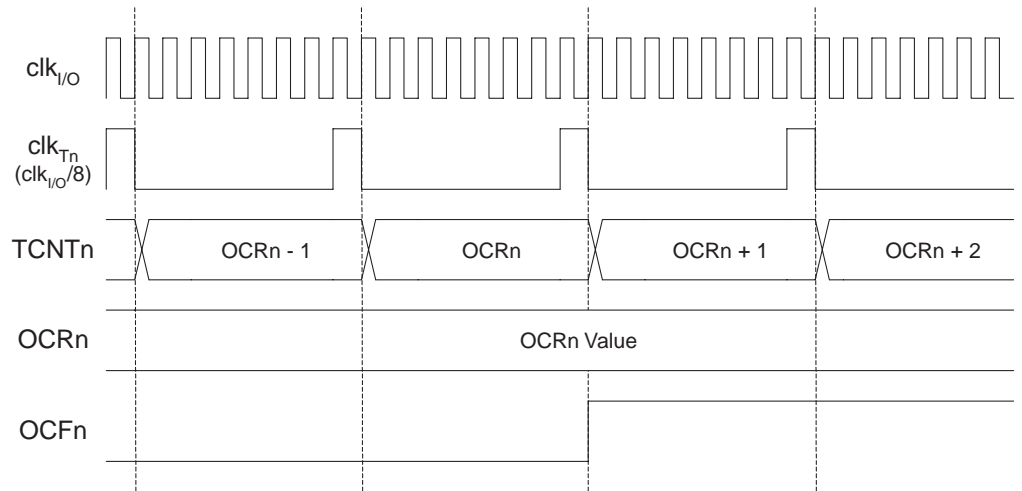 clkI/O
clkTn
(clkI/O/8)
TCNTn OCRn - 1 OCRn OCRn + 1 OCRn + 2
OCRn OCRn Value
OCFn